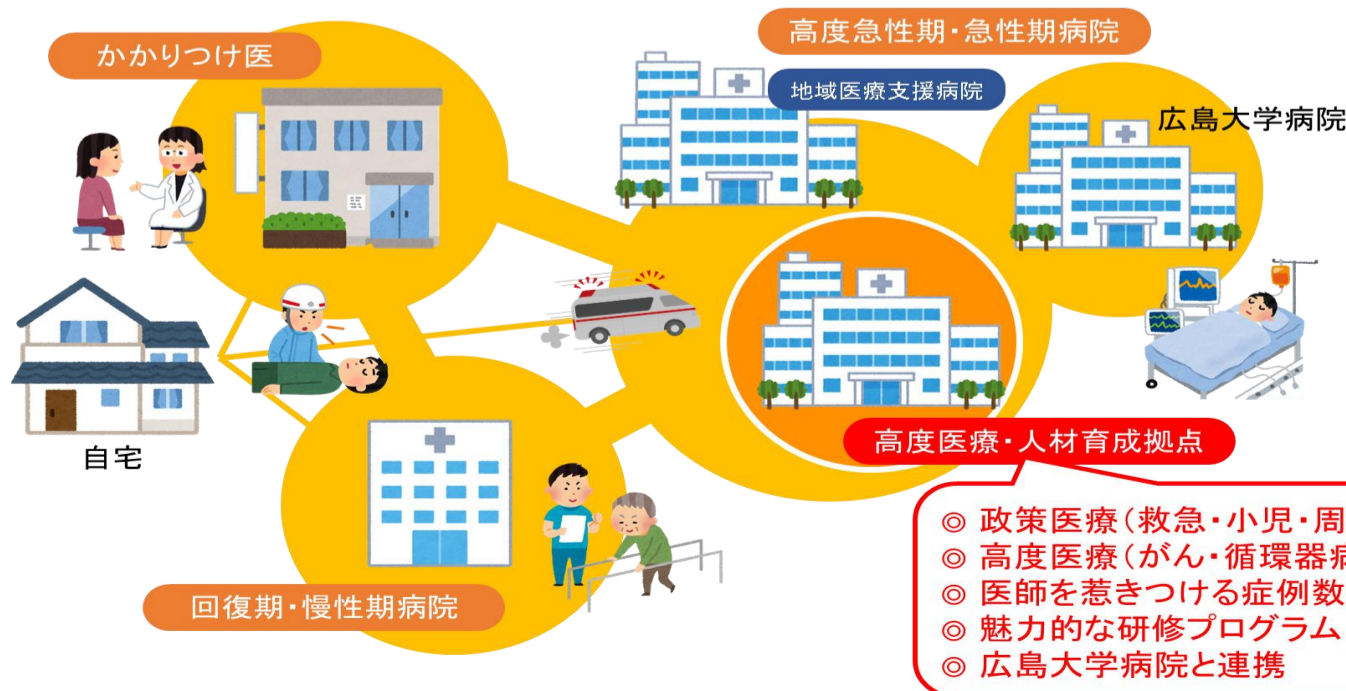 かかりつけ医
高度急性期・急性期病院
地域医療支援病院
広島大学病院
自宅
高度医療・人材育成拠点
◎ 政策医療（救急・小児・周
◎ 高度医療（がん・循環器病
◎ 医師を惹きつける症例数
◎ 魅力的な研修プログラム
◎ 広島大学病院と連携
回復期・慢性期病院